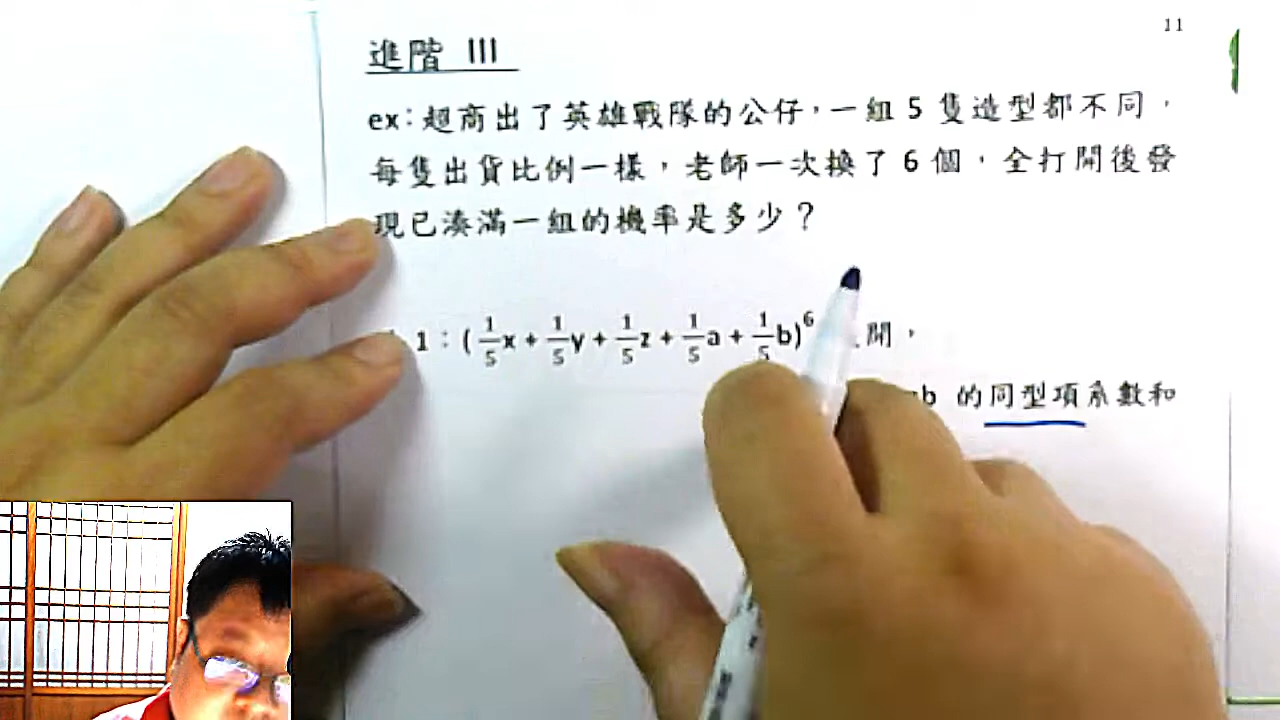 11
進階 III
ex:超商出了英雄戰隊的公仔,一組 5 隻造型都不同,
每隻出貨比例一樣,老師一次換了 6 個,全打開後發
現已湊滿一組的機率是多少?
1:(1/5x+1/5y+1/5z+1/5a+1/5b)^6 開,
b 的同型項系數和